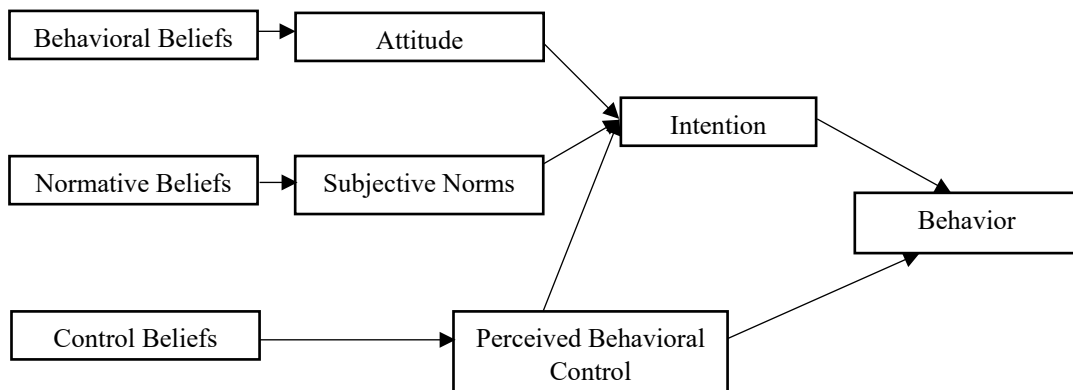 Behavioral Beliefs
Attitude
Intention
Normative Beliefs
Subjective Norms
Behavior
Control Beliefs
Perceived Behavioral
Control